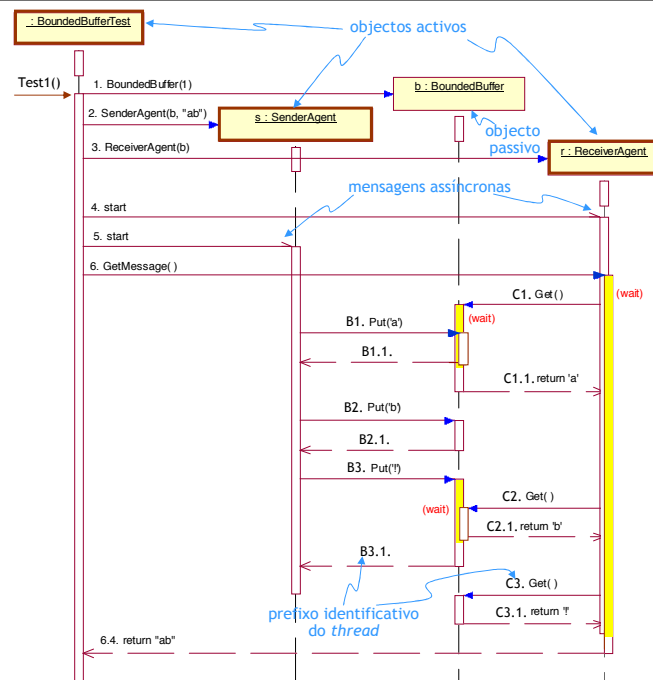 : BoundedBufferTest
objectos activos
Test1()
1. BoundedBuffer(1)
b : BoundedBuffer
2. SenderAgent(b, "ab")
s : SenderAgent
objecto
passivo
3. ReceiverAgent(b)
r : ReceiverAgent
mensagens assíncronas
4. start
5. start
6. GetMessage( )
C1. Get( )
(wait)
(wait)
B1. Put('a')
B1.1.
C1.1. return 'a'
B2. Put('b')
B2.1.
B3. Put('!')
C2. Get( )
(wait)
C2.1. return 'b'
B3.1.
C3. Get( )
prefixo identificativo
do thread
C3.1. return '!'
6.4. return "ab"